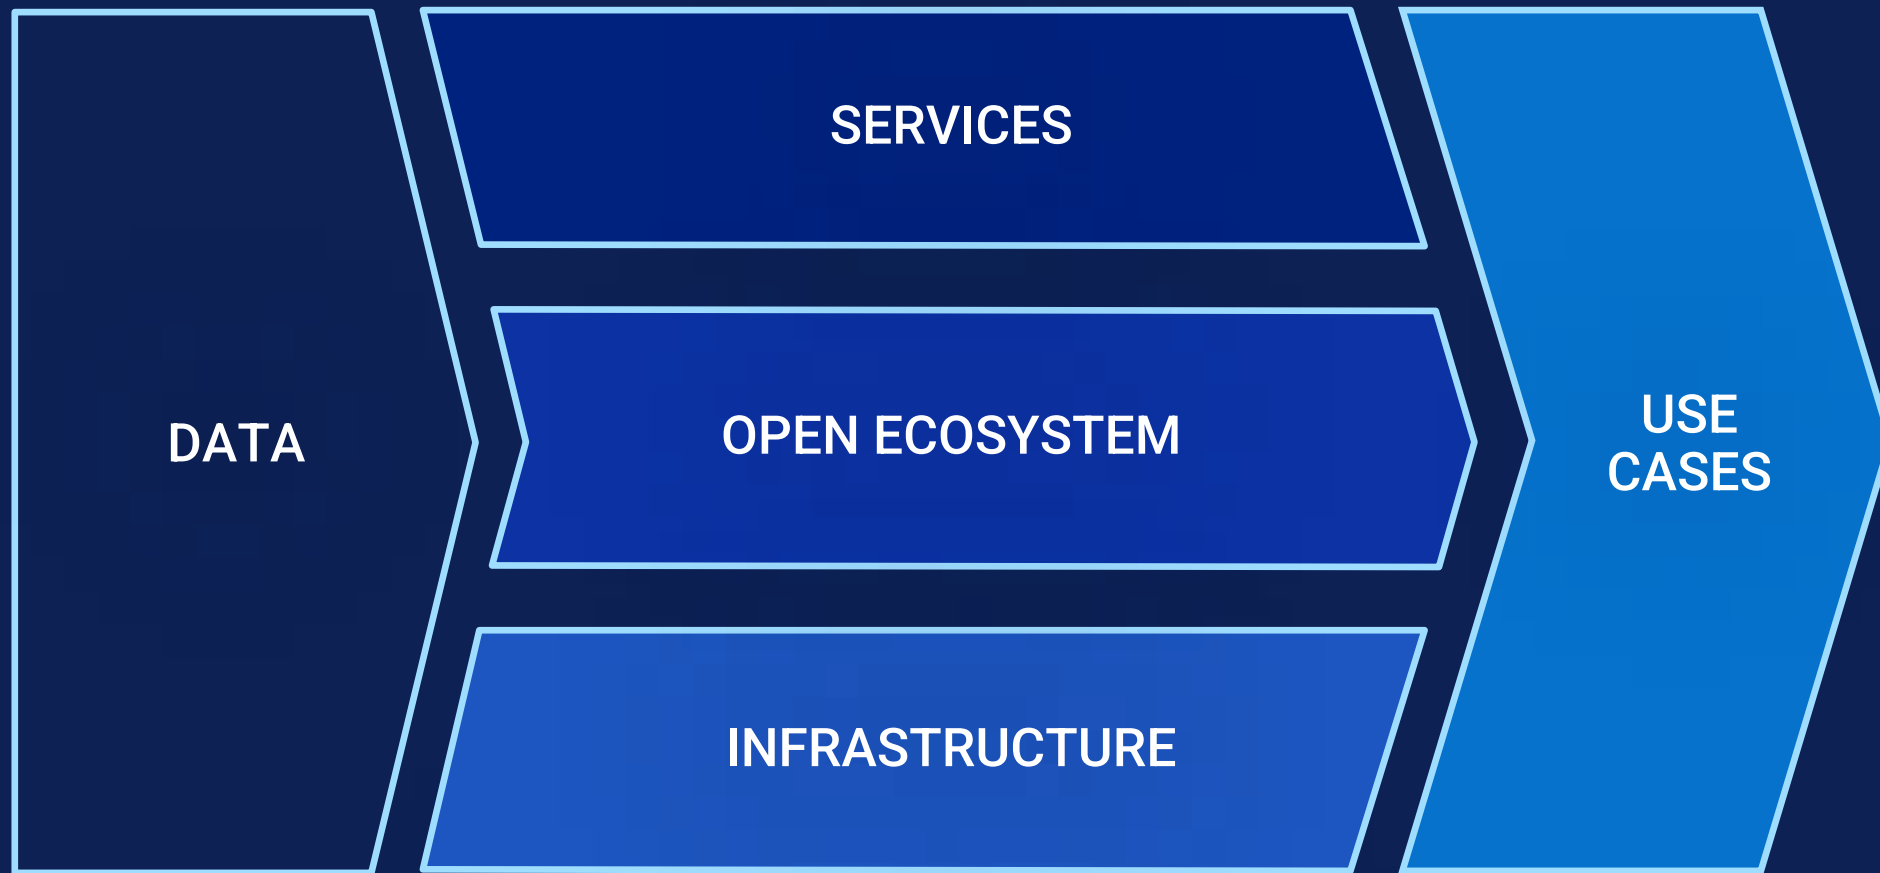 DATA
SERVICES
OPEN ECOSYSTEM
INFRASTRUCTURE
USE
CASES